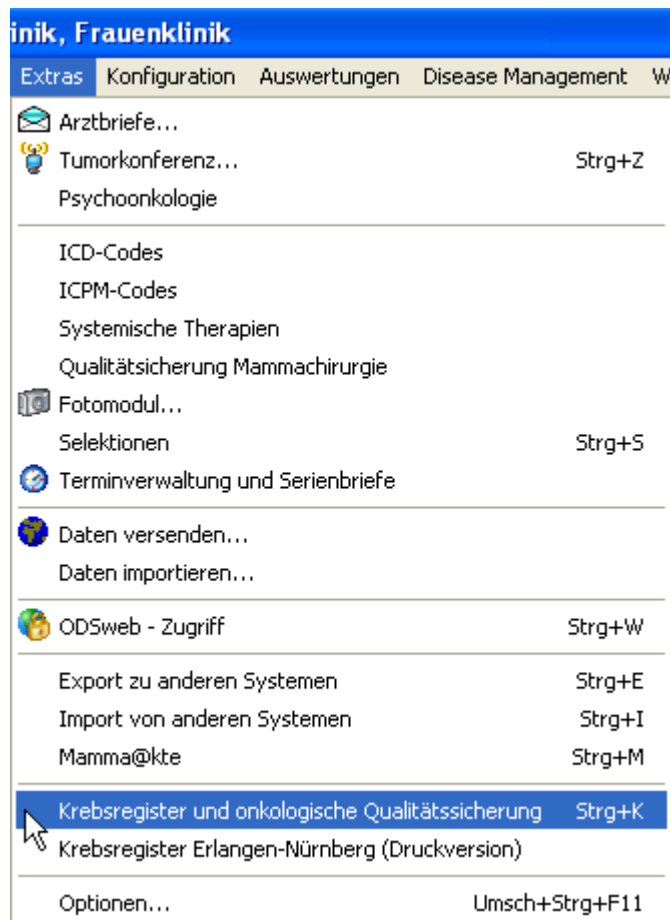 inik, Frauenklinik
Extras Konfiguration Auswertungen Disease Management W
Arztbriefe...
Tumorkonferenz... Strg+Z
Psychoonkologie
ICD-Codes
ICPM-Codes
Systemische Therapien
Qualitätsicherung Mammachirurgie
Fotomodul...
Selektionen Strg+S
Terminverwaltung und Serienbriefe
Daten versenden...
Daten importieren...
ODSweb - Zugriff Strg+W
Export zu anderen Systemen Strg+E
Import von anderen Systemen Strg+I
Mamma@kte Strg+M
Krebsregister und onkologische Qualitätssicherung Strg+K
Krebsregister Erlangen-Nürnberg (Druckversion)
Optionen... Umsch+Strg+F11